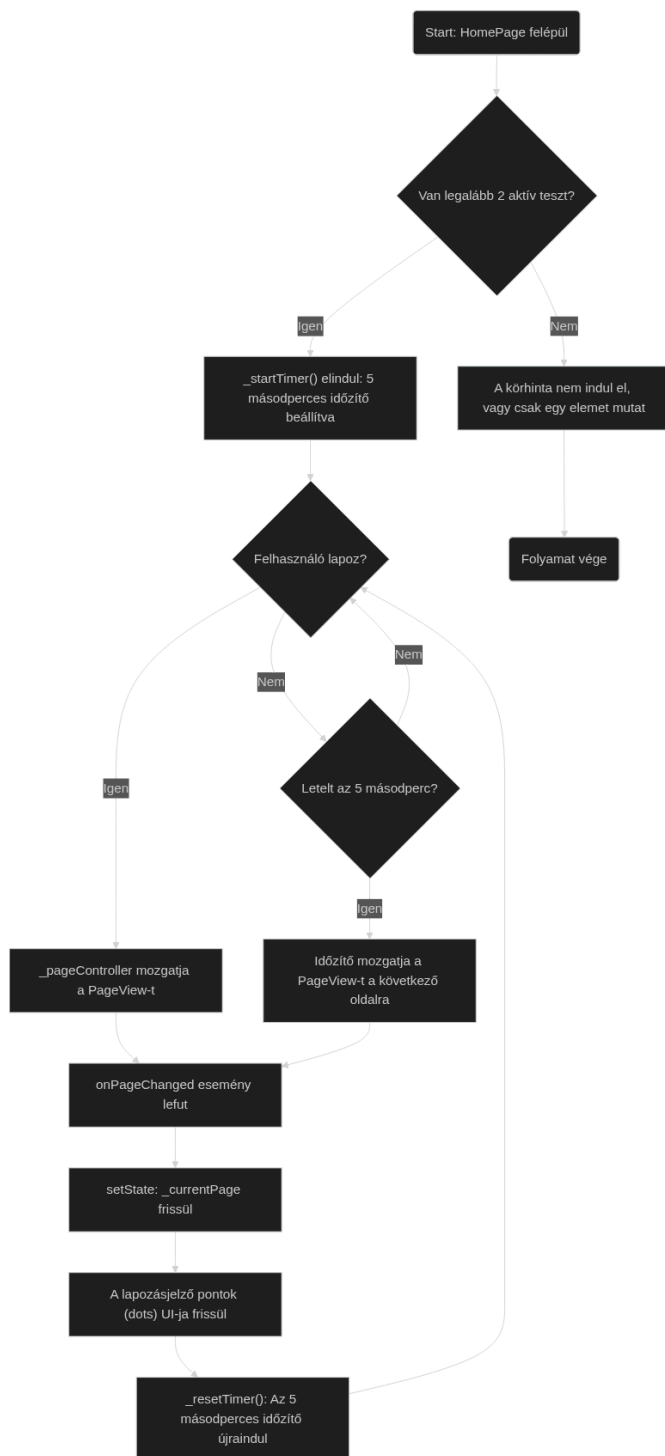 Start: HomePage felépül
Van legalább 2 aktív teszt?
Igen
Nem
_startTimer() elindul: 5
másodperces időzítő
beállítva
A körhinta nem indul el,
vagy csak egy elemet mutat
Felhasználó lapoz?
Folyamat vége
Nem
Nem
Igen
Letelt az 5 másodperc?
Igen
_pageController mozgatja
a PageView-t
Időzítő mozgatja a
PageView-t a következő
oldalra
onPageChanged esemény
lefut
setState: _currentPage
frissül
A lapozásjelző pontok
(dots) UI-ja frissül
_resetTimer(): Az 5
másodperces időzítő
újraindul